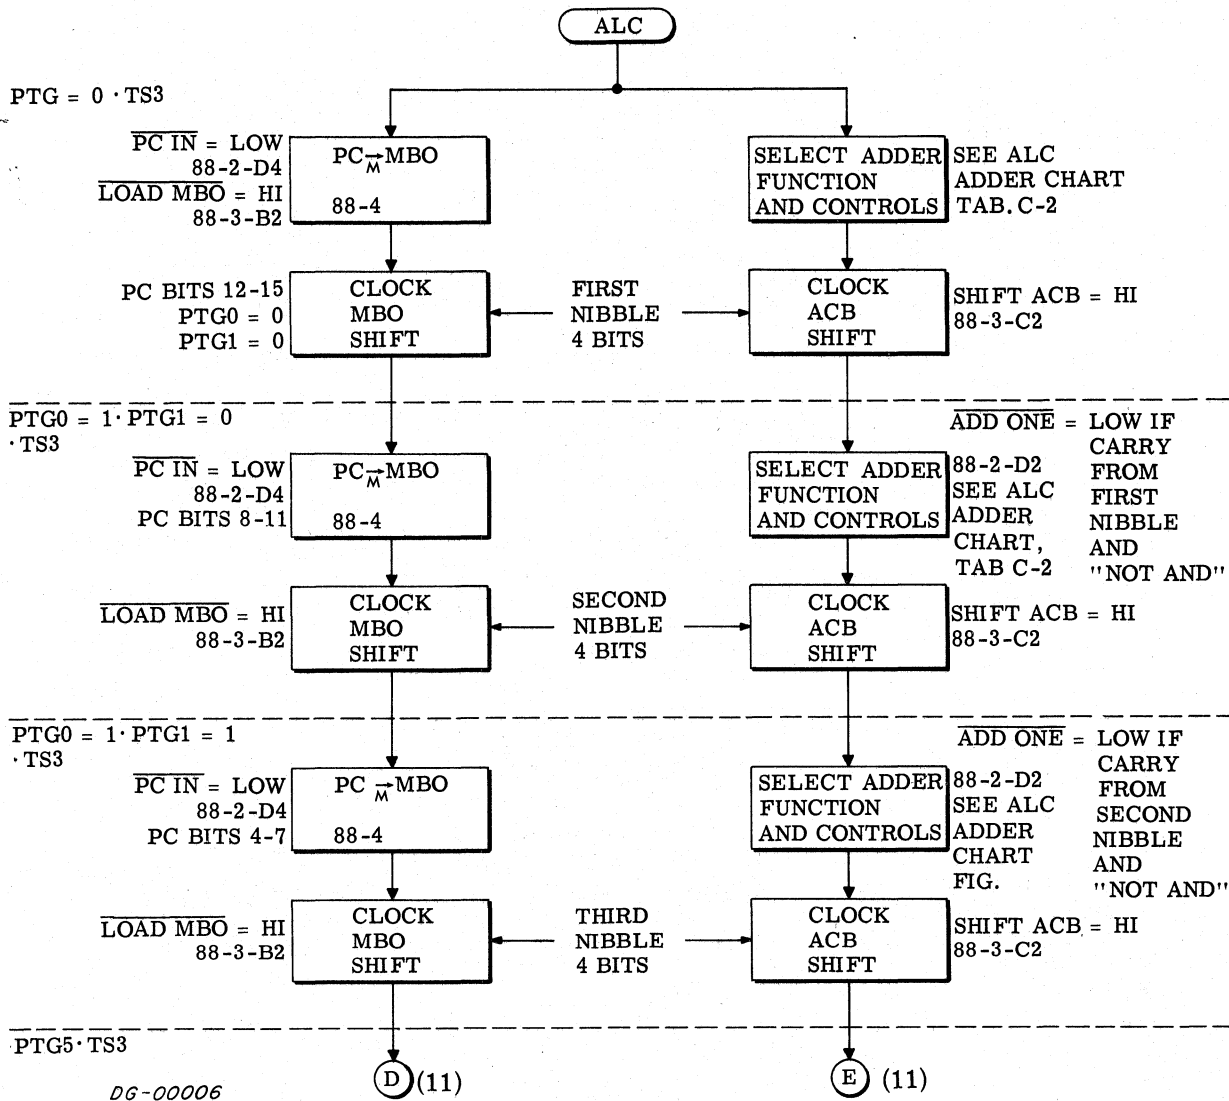 ALC
PTG = 0 · TS3
PC IN = LOW
88-2-D4
LOAD MBO = HI
88-3-B2
PC →M MBO
88-4
SELECT ADDER
FUNCTION
AND CONTROLS
SEE ALC
ADDER CHART
TAB. C-2
PC BITS 12-15
PTG0 = 0
PTG1 = 0
CLOCK
MBO
SHIFT
FIRST
NIBBLE
4 BITS
CLOCK
ACB
SHIFT
SHIFT ACB = HI
88-3-C2
PTG0 = 1 · PTG1 = 0
· TS3
PC IN = LOW
88-2-D4
PC BITS 8-11
PC →M MBO
88-4
SELECT ADDER
FUNCTION
AND CONTROLS
ADD ONE = LOW IF
CARRY
FROM
FIRST
NIBBLE
AND
"NOT AND"
88-2-D2
SEE ALC
ADDER
CHART,
TAB C-2
LOAD MBO = HI
88-3-B2
CLOCK
MBO
SHIFT
SECOND
NIBBLE
4 BITS
CLOCK
ACB
SHIFT
SHIFT ACB = HI
88-3-C2
PTG0 = 1 · PTG1 = 1
· TS3
PC IN = LOW
88-2-D4
PC BITS 4-7
PC →M MBO
88-4
SELECT ADDER
FUNCTION
AND CONTROLS
ADD ONE = LOW IF
CARRY
FROM
SECOND
NIBBLE
AND
"NOT AND"
88-2-D2
SEE ALC
ADDER
CHART
FIG.
LOAD MBO = HI
88-3-B2
CLOCK
MBO
SHIFT
THIRD
NIBBLE
4 BITS
CLOCK
ACB
SHIFT
SHIFT ACB = HI
88-3-C2
PTG5 · TS3
D (11)
E (11)
DG-00006